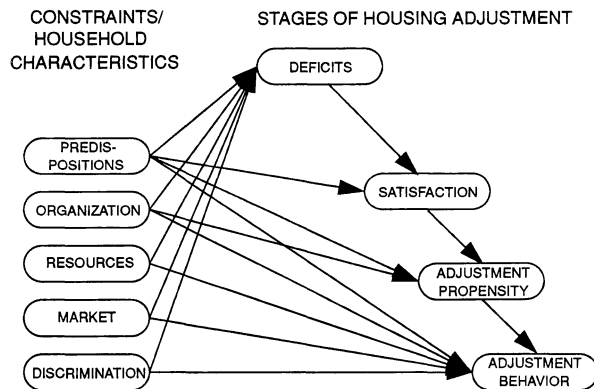 CONSTRAINTS/
HOUSEHOLD
CHARACTERISTICS
STAGES OF HOUSING ADJUSTMENT
DEFICITS
PREDIS-
POSITIONS
SATISFACTION
ORGANIZATION
RESOURCES
ADJUSTMENT
PROPENSITY
MARKET
DISCRIMINATION
ADJUSTMENT
BEHAVIOR